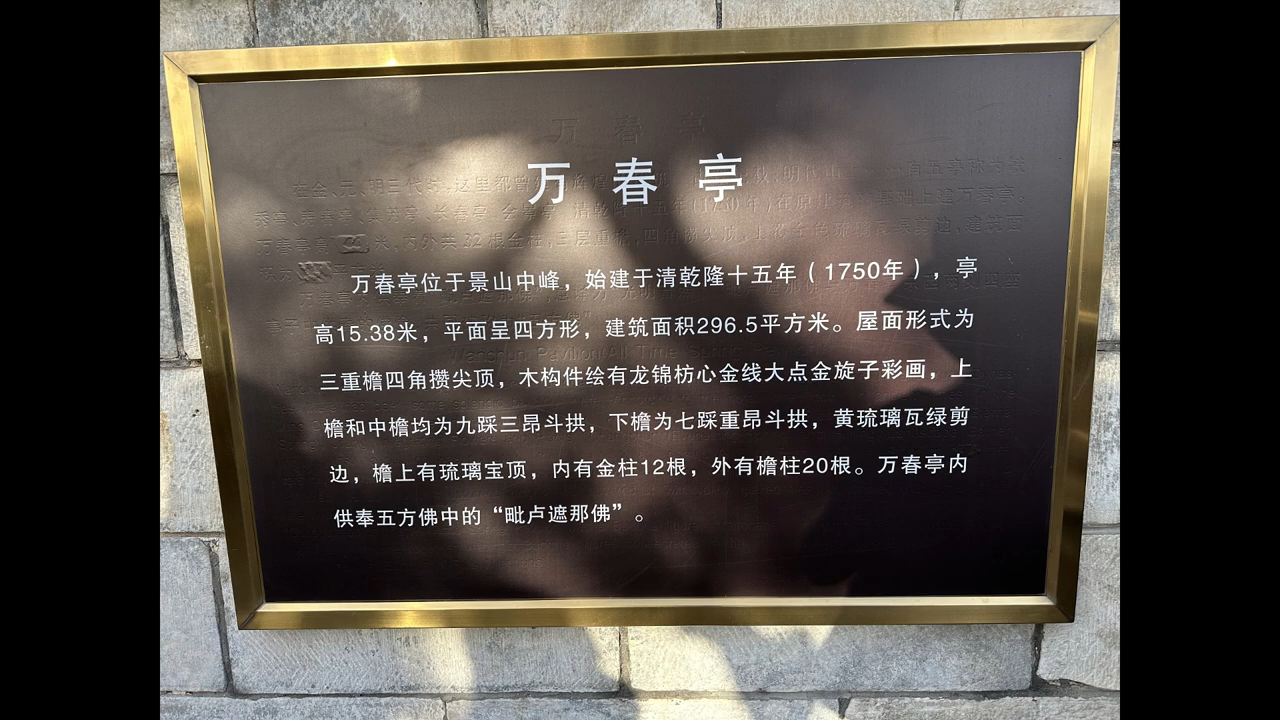 万春亭
万春亭位于景山中峰，始建于清乾隆十五年（1750年），亭
高15.38米，平面呈四方形，建筑面积296.5平方米。屋面形式为
三重檐四角攒尖顶，木构件绘有龙锦枋心金线大点金旋子彩画，上
檐和中檐均为九踩三昂斗拱，下檐为七踩重昂斗拱，黄琉璃瓦绿剪
边，檐上有琉璃宝顶，内有金柱12根，外有檐柱20根。万春亭内
供奉五方佛中的“毗卢遮那佛”。